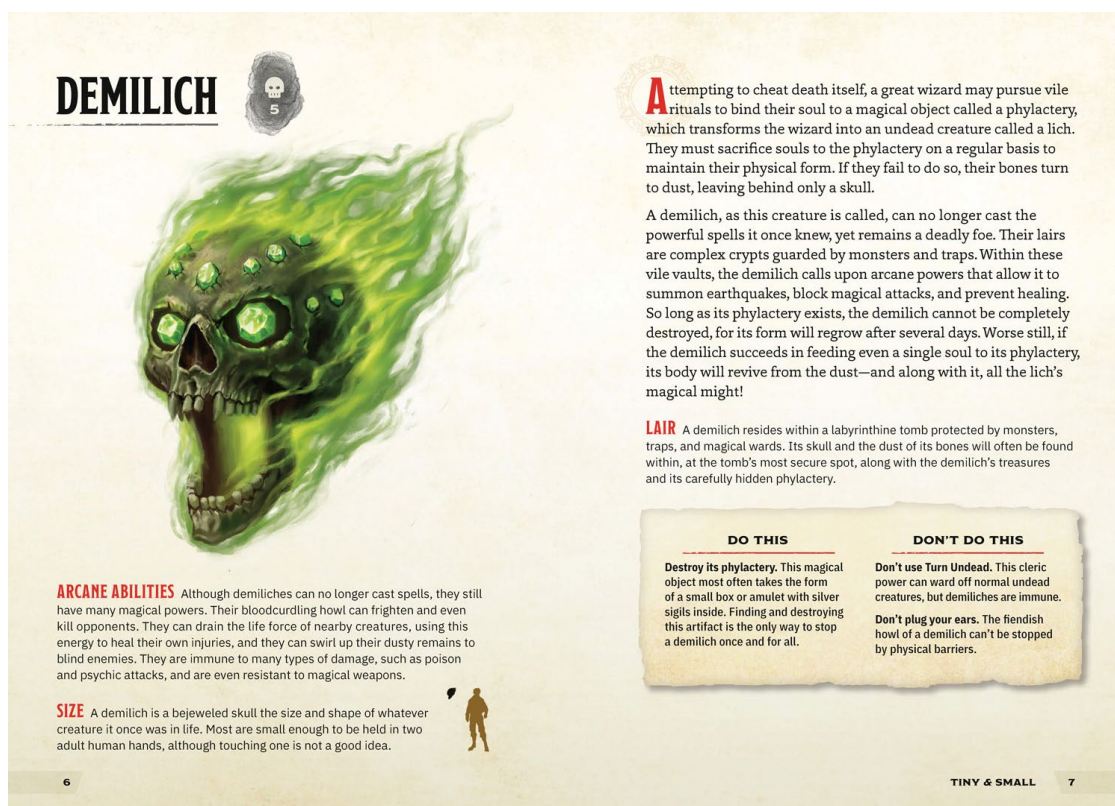 DEMILICH
5
ARCANE ABILITIES Although demiliches can no longer cast spells, they still
have many magical powers. Their bloodcurdling howl can frighten and even
kill opponents. They can drain the life force of nearby creatures, using this
energy to heal their own injuries, and they can swirl up their dusty remains to
blind enemies. They are immune to many types of damage, such as poison
and psychic attacks, and are even resistant to magical weapons.
SIZE A demilich is a bejeweled skull the size and shape of whatever
creature it once was in life. Most are small enough to be held in two
adult human hands, although touching one is not a good idea.
6
Attempting to cheat death itself, a great wizard may pursue vile
rituals to bind their soul to a magical object called a phylactery,
which transforms the wizard into an undead creature called a lich.
They must sacrifice souls to the phylactery on a regular basis to
maintain their physical form. If they fail to do so, their bones turn
to dust, leaving behind only a skull.
A demilich, as this creature is called, can no longer cast the
powerful spells it once knew, yet remains a deadly foe. Their lairs
are complex crypts guarded by monsters and traps. Within these
vile vaults, the demilich calls upon arcane powers that allow it to
summon earthquakes, block magical attacks, and prevent healing.
So long as its phylactery exists, the demilich cannot be completely
destroyed, for its form will regrow after several days. Worse still, if
the demilich succeeds in feeding even a single soul to its phylactery,
its body will revive from the dust—and along with it, all the lich's
magical might!
LAIR A demilich resides within a labyrinthine tomb protected by monsters,
traps, and magical wards. Its skull and the dust of its bones will often be found
within, at the tomb's most secure spot, along with the demilich's treasures
and its carefully hidden phylactery.
DO THIS
Destroy its phylactery. This magical
object most often takes the form
of a small box or amulet with silver
sigils inside. Finding and destroying
this artifact is the only way to stop
a demilich once and for all.
DON'T DO THIS
Don't use Turn Undead. This cleric
power can ward off normal undead
creatures, but demiliches are immune.
Don't plug your ears. The fiendish
howl of a demilich can't be stopped
by physical barriers.
TINY & SMALL 7